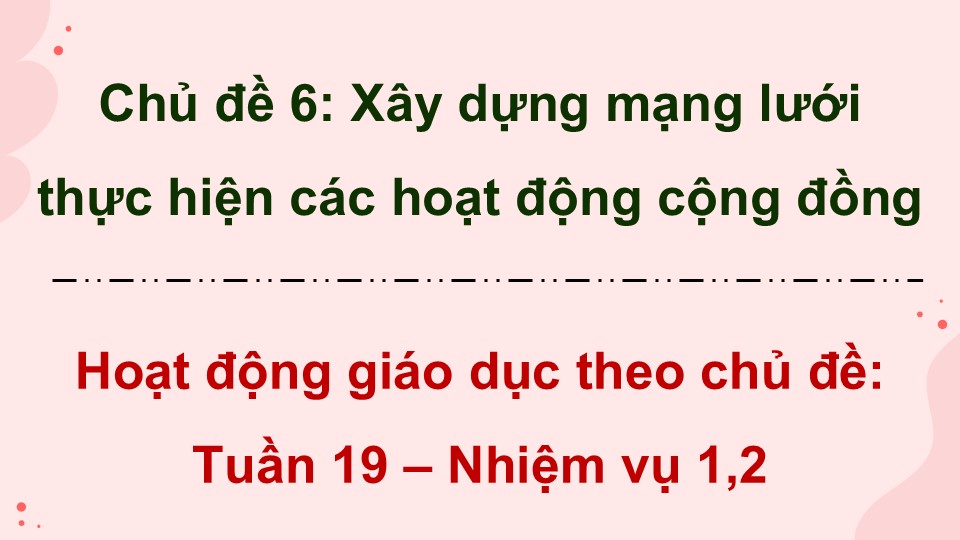 Chủ đề 6: Xây dựng mạng lưới
thực hiện các hoạt động cộng đồng
Hoạt động giáo dục theo chủ đề:
Tuần 19 – Nhiệm vụ 1,2